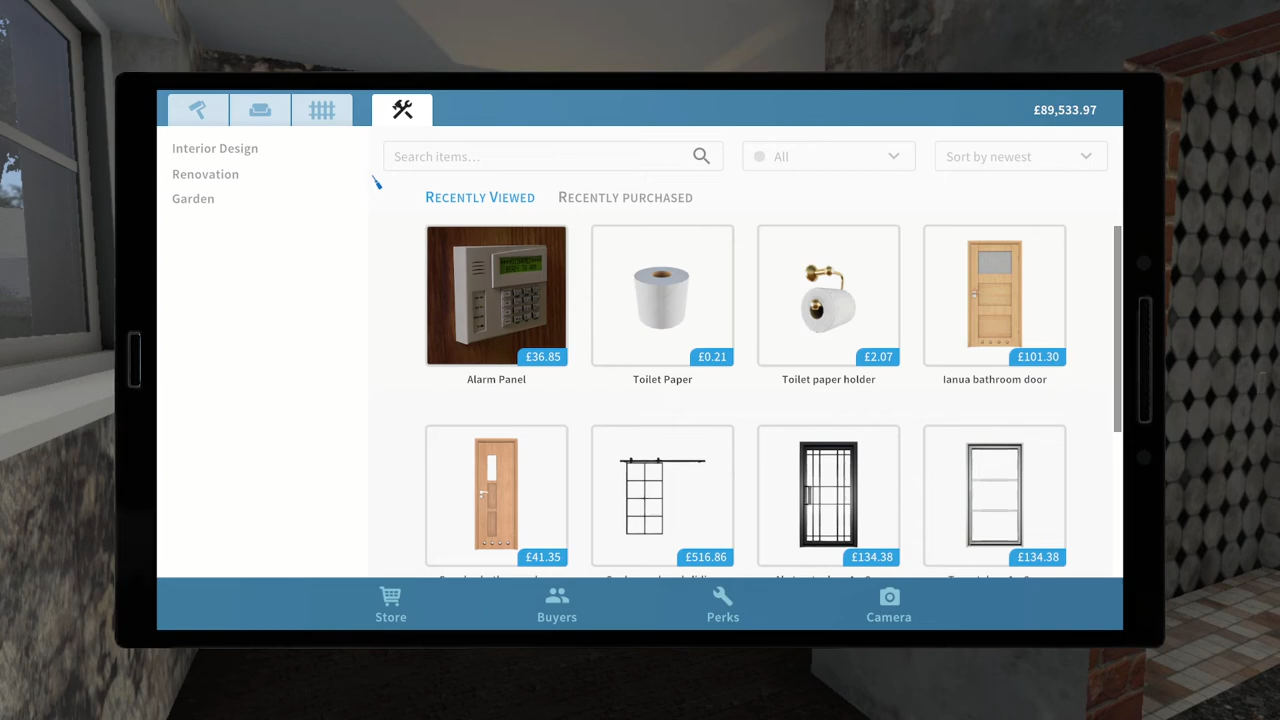 £89,533.97
Interior Design
Renovation
Garden
Search items...
All
Sort by newest
RECENTLY VIEWED
RECENTLY PURCHASED
£36.85
£0.21
£2.07
£101.30
Alarm Panel
Toilet Paper
Toilet paper holder
Ianua bathroom door
£41.35
£516.86
£134.38
£134.38
Store
Buyers
Perks
Camera